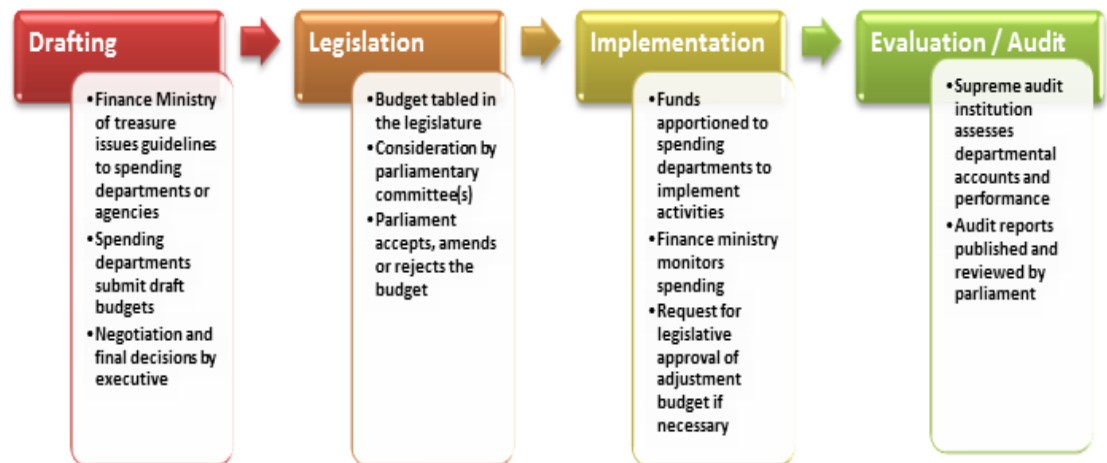 Drafting
•Finance Ministry
of treasure
issues guidelines
to spending
departments or
agencies
•Spending
departments
submit draft
budgets
•Negotiation and
final decisions by
executive
Legislation
•Budget tabled in
the legislature
•Consideration by
parliamentary
committee(s)
•Parliament
accepts, amends
or rejects the
budget
Implementation
•Funds
apportioned to
spending
departments to
implement
activities
•Finance ministry
monitors
spending
•Request for
legislative
approval of
adjustment
budget if
necessary
Evaluation / Audit
•Supreme audit
institution
assesses
departmental
accounts and
performance
•Audit reports
published and
reviewed by
parliament